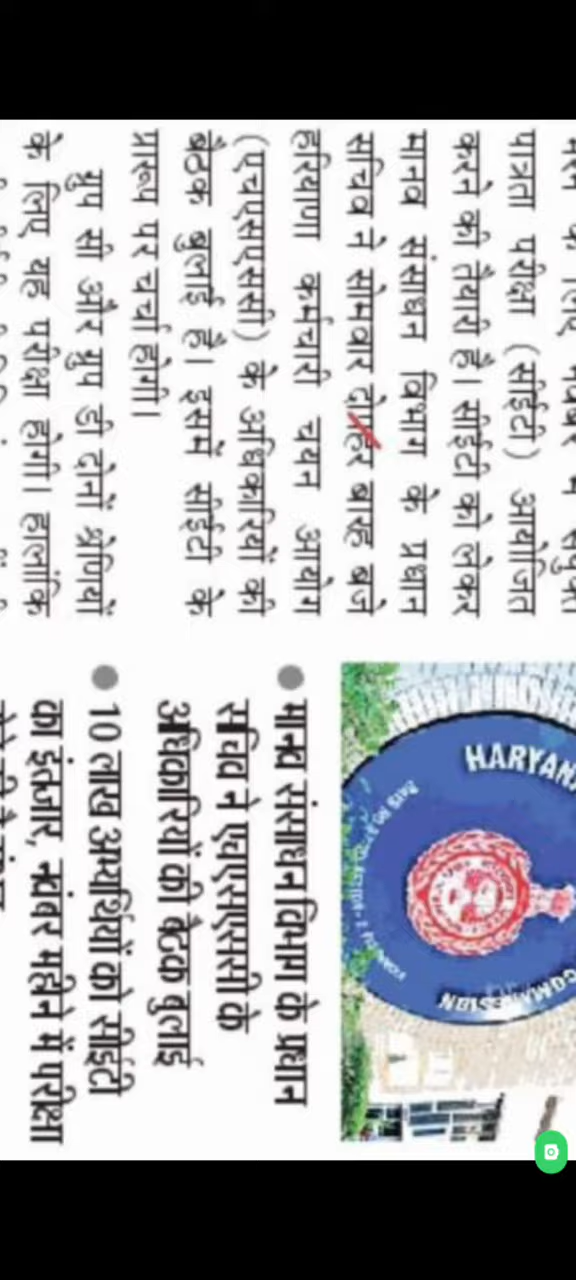 पात्रता परीक्षा (सीईटी) आयोजित
करने की तैयारी है। सीईटी को लेकर
मानव संसाधन विभाग के प्रधान
सचिव ने सोमवार दोपहर बारह बजे
हरियाणा कर्मचारी चयन आयोग
(एचएसएससी) के अधिकारियों की
बैठक बुलाई है। इसमें सीईटी के
प्रारूप पर चर्चा होगी।
ग्रुप सी और ग्रुप डी दोनों श्रेणियों
के लिए यह परीक्षा होगी। हालांकि
HARYANA
COMMISSION
● मानव संसाधन विभाग के प्रधान
सचिव ने एचएसएससी के
अधिकारियों की बैठक बुलाई
● 10 लाख अभ्यर्थियों को सीईटी
का इंतजार, नवंबर महीने में परीक्षा